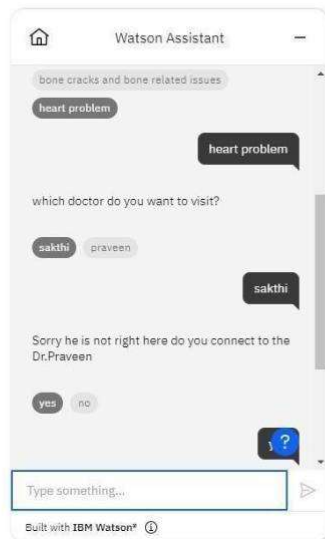 Watson Assistant
bone cracks and bone related issues
heart problem
heart problem
which doctor do you want to visit?
sakthi praveen
sakthi
Sorry he is not right here do you connect to the
Dr.Praveen
yes no
?
Type something...
Built with IBM Watson®